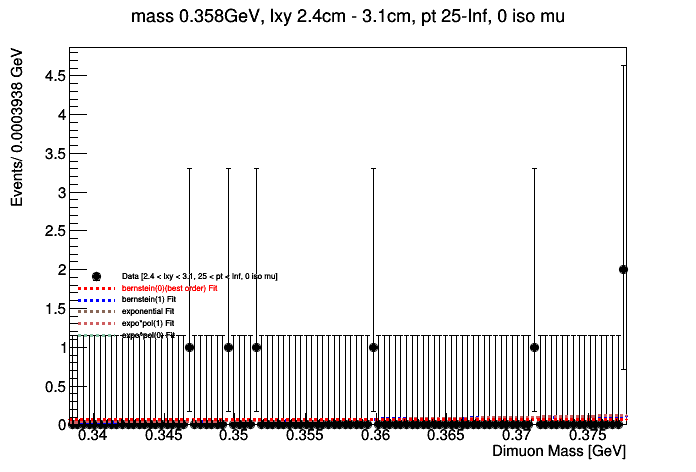 mass 0.358GeV, lxy 2.4cm - 3.1cm, pt 25-Inf, 0 iso mu
Events/ 0.0003938 GeV
4.5
4
3.5
3
2.5
2
1.5
1
0.5
0
Data [2.4 < lxy < 3.1, 25 < pt < Inf, 0 iso mu]
bernstein(0)(best order) Fit
bernstein(1) Fit
exponential Fit
expo*pol(1) Fit
expo*pol(0) Fit
0.34 0.345 0.35 0.355 0.36 0.365 0.37 0.375
Dimuon Mass [GeV]